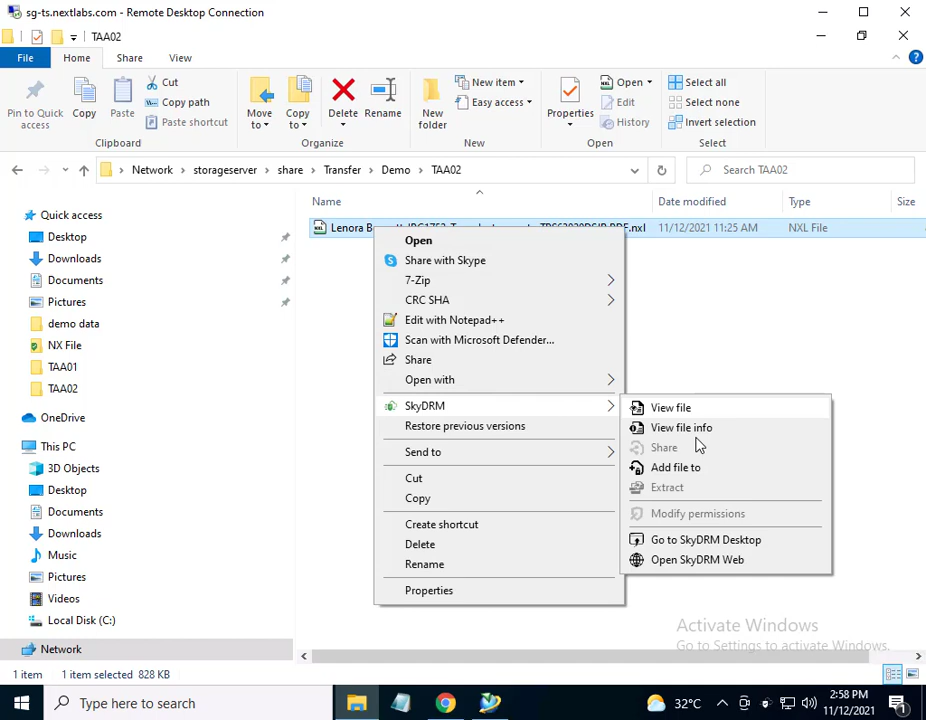 sg-ts.nextlabs.com - Remote Desktop Connection
TAA02
File Home Share View
Pin to Quick access
Copy
Paste
Cut
Copy path
Paste shortcut
Clipboard
Move to
Copy to
Delete
Rename
Organize
New folder
New item
Easy access
New
Properties
Open
Edit
History
Open
Select all
Select none
Invert selection
Select
Network share Transfer Demo TAA02
storageserver
Search TAA02
Name Date modified Type Size
Lenora 11/12/2021 11:25 AM NXL File
Quick access
Desktop
Downloads
Documents
Pictures
demo data
NX File
TAA01
TAA02
OneDrive
This PC
3D Objects
Desktop
Documents
Downloads
Music
Pictures
Videos
Local Disk (C:)
Network
Open
Share with Skype
7-Zip
CRC SHA
Edit with Notepad++
Scan with Microsoft Defender...
Share
Open with
SkyDRM
Restore previous versions
Send to
Cut
Copy
Create shortcut
Delete
Rename
Properties
View file
View file info
Share
Add file to
Extract
Modify permissions
Go to SkyDRM Desktop
Open SkyDRM Web
Activate Windows
Go to Settings to activate Windows.
1 item 1 item selected 828 KB
Type here to search
32°C
2:58 PM
11/12/2021
1